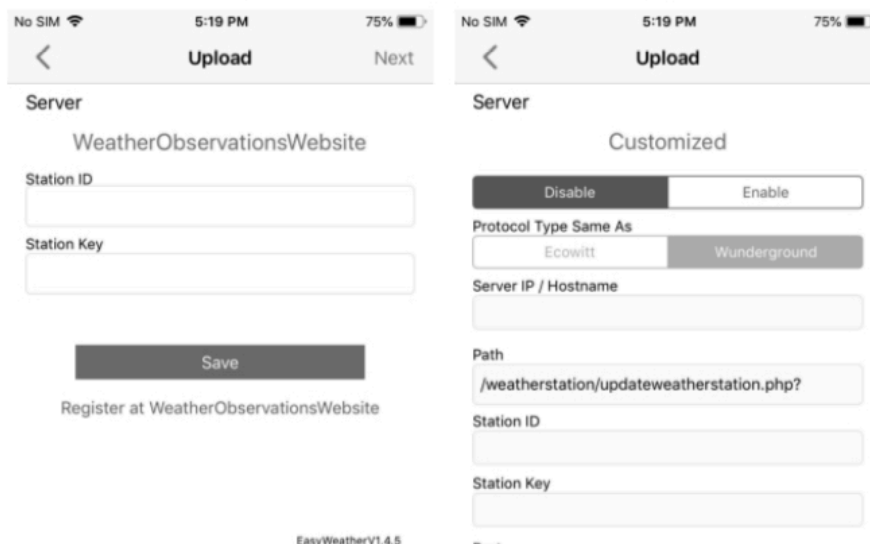 No SIM 5:19 PM 75%
Upload Next
Server
WeatherObservationsWebsite
Station ID
Station Key
Save
Register at WeatherObservationsWebsite
EasyWeatherV1.4.5
No SIM 5:19 PM 75%
Upload
Server
Customized
Disable Enable
Protocol Type Same As
Ecowitt Wunderground
Server IP / Hostname
Path
/weatherstation/updateweatherstation.php?
Station ID
Station Key